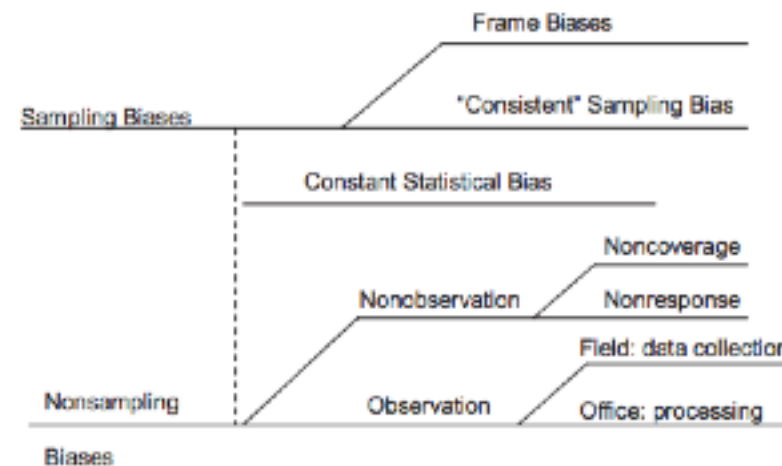 Frame Biases
Sampling Biases
"Consistent" Sampling Bias
Constant Statistical Bias
Noncoverage
Nonobservation
Nonresponse
Field: data collection
Nonsampling
Observation
Office: processing
Biases